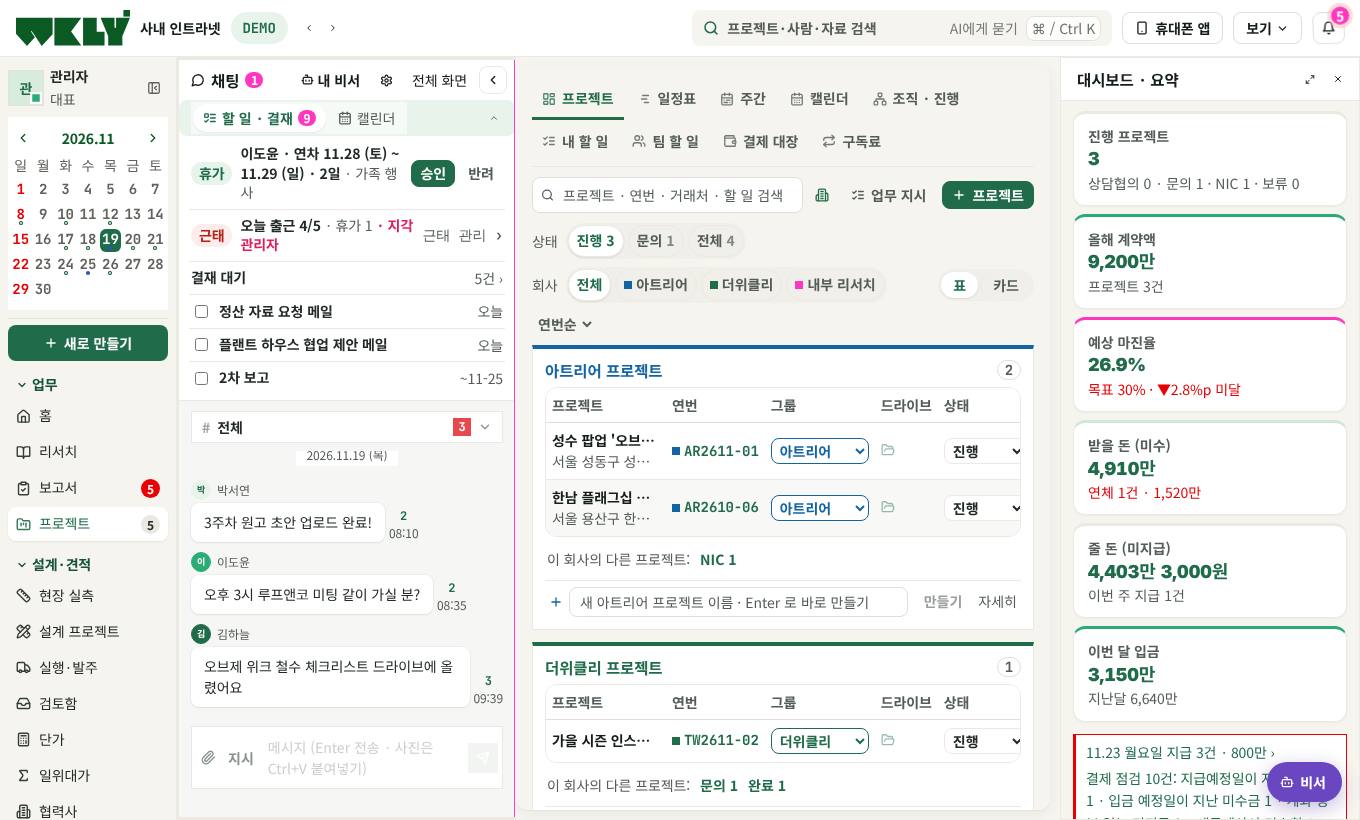 WKLY 사내 인트라넷 DEMO ‹ ›
프로젝트·사람·자료 검색 AI에게 묻기 ⌘ / Ctrl K 휴대폰 앱 보기 5
관 관리자
대표
2026.11
일 월 화 수 목 금 토
1 2 3 4 5 6 7
8 9 10 11 12 13 14
15 16 17 18 19 20 21
22 23 24 25 26 27 28
29 30
+ 새로 만들기
업무
홈
리서치
보고서 5
프로젝트 5
설계·견적
현장 실측
설계 프로젝트
실행·발주
검토함
단가
일위대가
협력사
채팅 1 내 비서 전체 화면
할 일 · 결재 9 캘린더
휴가 이도윤 · 연차 11.28 (토) ~
11.29 (일) · 2일 · 가족 행
사
승인 반려
근태 오늘 출근 4/5 · 휴가 1 · 지각
관리자
근태 관리 ›
결재 대기 5건 ›
정산 자료 요청 메일 오늘
플랜트 하우스 협업 제안 메일 오늘
2차 보고 ~11-25
# 전체 3
2026.11.19 (목)
박 박서연
3주차 원고 초안 업로드 완료! 2
08:10
이 이도윤
오후 3시 루프앤코 미팅 같이 가실 분? 2
08:35
김 김하늘
오브제 위크 철수 체크리스트 드라이브에 올
렸어요
3
09:39
지시 메시지 (Enter 전송 · 사진은
Ctrl+V 붙여넣기)
프로젝트 일정표 주간 캘린더 조직 · 진행
내 할 일 팀 할 일 결제 대장 구독료
프로젝트 · 연번 · 거래처 · 할 일 검색 업무 지시 + 프로젝트
상태 진행 3 문의 1 전체 4
회사 전체 아트리어 더위클리 내부 리서치 표 카드
연번순
아트리어 프로젝트 2
프로젝트 연번 그룹 드라이브 상태
성수 팝업 '오브… AR2611-01 아트리어 진행
서울 성동구 성…
한남 플래그십 … AR2610-06 아트리어 진행
서울 용산구 한…
이 회사의 다른 프로젝트: NIC 1
+ 새 아트리어 프로젝트 이름 · Enter 로 바로 만들기 만들기 자세히
더위클리 프로젝트 1
프로젝트 연번 그룹 드라이브 상태
가을 시즌 인스… TW2611-02 더위클리 진행
이 회사의 다른 프로젝트: 문의 1 완료 1
대시보드 · 요약 ×
진행 프로젝트
3
상담협의 0 · 문의 1 · NIC 1 · 보류 0
올해 계약액
9,200만
프로젝트 3건
예상 마진율
26.9%
목표 30% · ▼2.8%p 미달
받을 돈 (미수)
4,910만
연체 1건 · 1,520만
줄 돈 (미지급)
4,403만 3,000원
이번 주 지급 1건
이번 달 입금
3,150만
지난달 6,640만
11.23 월요일 지급 3건 · 800만 ›
결제 점검 10건: 지급예정일이 지
1 · 입금 예정일이 지난 미수금 1 ·
비서